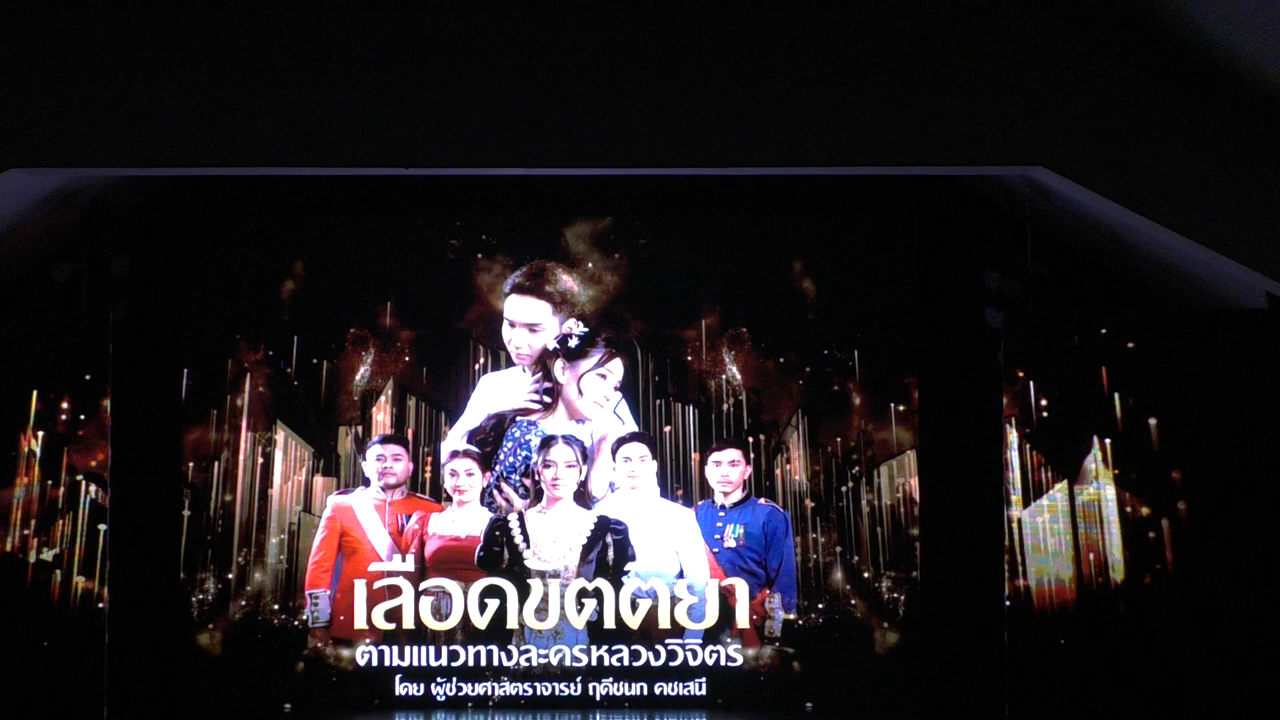 เลือดขัตติยา
ตามแนวทางละครหลวงวิจิตร
โดย ผู้ช่วยศาสตราจารย์ ฤดีชนก คชเสนี